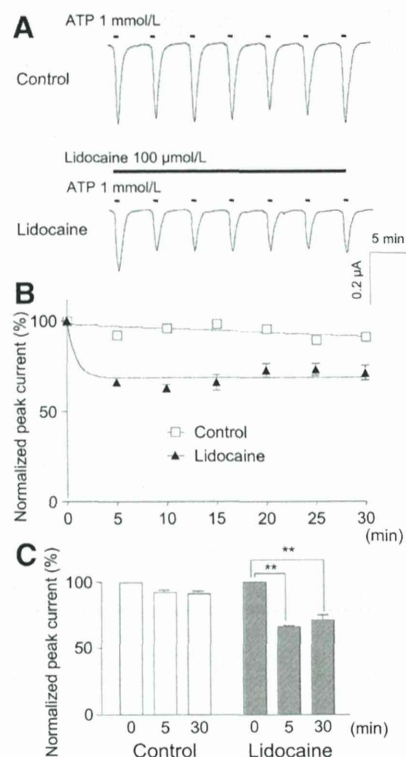 A
ATP 1 mmol/L
Control
Lidocaine 100 μmol/L
ATP 1 mmol/L
Lidocaine
5 min
0.2 μA
B
Normalized peak current (%)
100
50
0
Control
Lidocaine
0 5 10 15 20 25 30
(min)
C
Normalized peak current (%)
100
50
0
**
**
0 5 30 0 5 30 (min)
Control Lidocaine